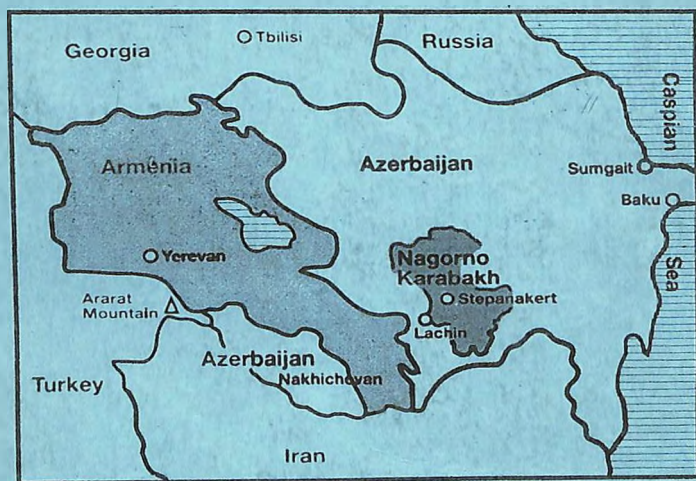 Georgia
Tbilisi
Russia
Caspian
Sea
Armenia
Azerbaijan
Sumgait
Baku
Yerevan
Nagorno
Karabakh
Stepanakert
Ararat
Mountain
Lachin
Azerbaijan
Nakhichevan
Turkey
Iran